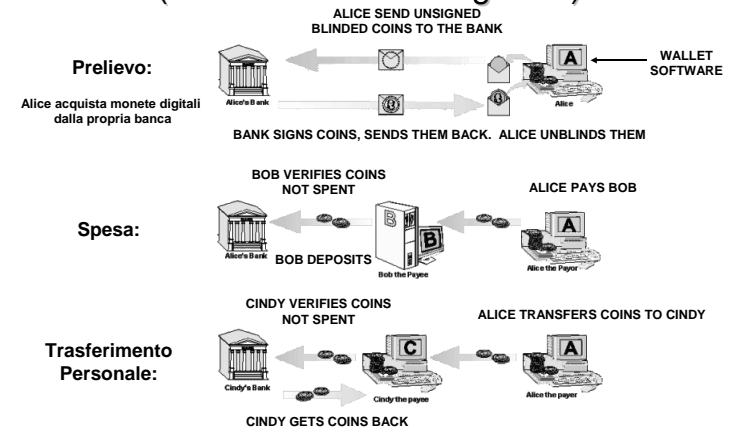 ALICE SEND UNSIGNED
BLINDED COINS TO THE BANK
Prelievo:
A
WALLET
SOFTWARE
Alice's Bank
Alice
Alice acquista monete digitali
dalla propria banca
BANK SIGNS COINS, SENDS THEM BACK. ALICE UNBLINDS THEM
BOB VERIFIES COINS
NOT SPENT
ALICE PAYS BOB
Spesa:
B
B
A
Alice's Bank
BOB DEPOSITS
Bob the Payee
Alice the Payor
CINDY VERIFIES COINS
NOT SPENT
ALICE TRANSFERS COINS TO CINDY
Trasferimento
Personale:
C
A
Cindy's Bank
Cindy the payee
Alice the payer
CINDY GETS COINS BACK